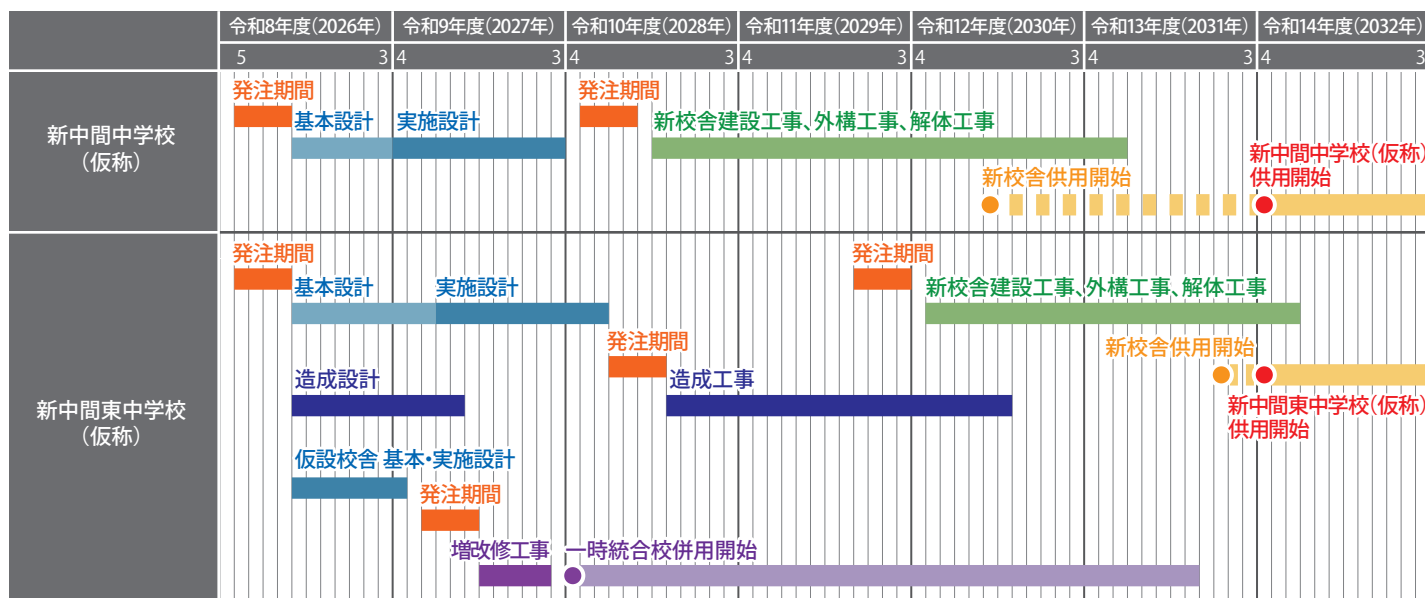 令和8年度(2026年) 令和9年度(2027年) 令和10年度(2028年) 令和11年度(2029年) 令和12年度(2030年) 令和13年度(2031年) 令和14年度(2032年)
5 3 4 3 4 3 4 3 4 3 4 3 4 3
新中間中学校
(仮称)
発注期間
基本設計
実施設計
発注期間
新校舎建設工事、外構工事、解体工事
新校舎供用開始
新中間中学校(仮称)
供用開始
新中間東中学校
(仮称)
発注期間
基本設計
実施設計
発注期間
造成設計
造成工事
発注期間
新校舎建設工事、外構工事、解体工事
新校舎供用開始
新中間東中学校(仮称)
供用開始
仮設校舎 基本・実施設計
発注期間
増改修工事
一時統合校併用開始